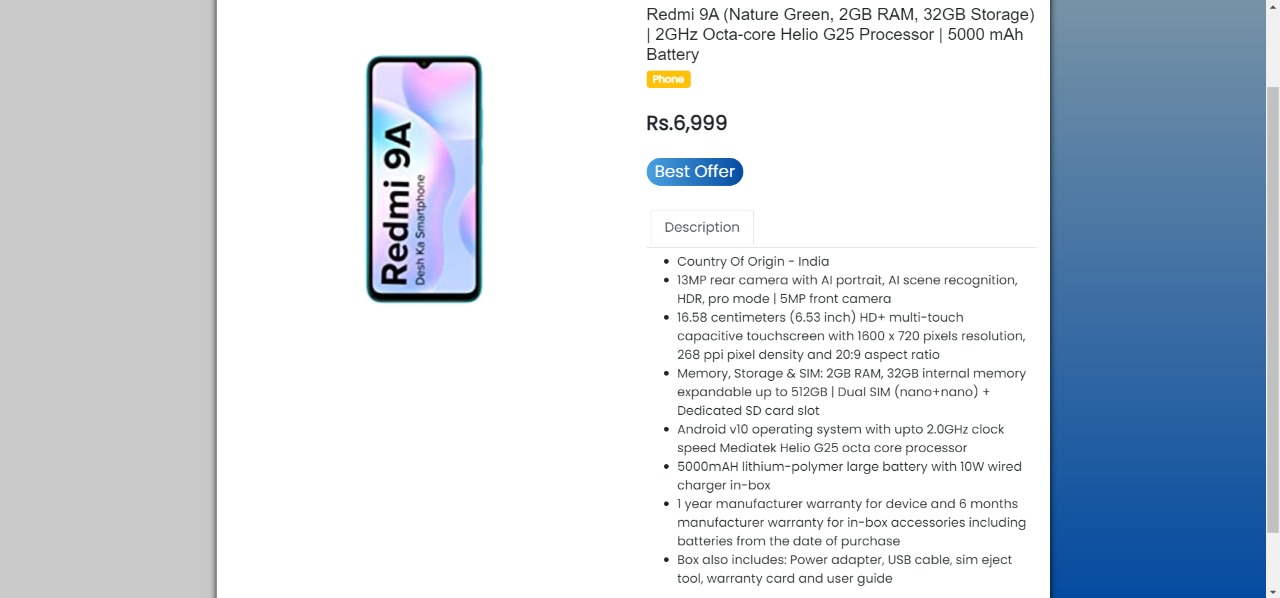 Redmi 9A (Nature Green, 2GB RAM, 32GB Storage)
| 2GHz Octa-core Helio G25 Processor | 5000 mAh
Battery
Phone
Rs.6,999
Best Offer
Description
Country Of Origin - India
13MP rear camera with AI portrait, AI scene recognition,
HDR, pro mode | 5MP front camera
16.58 centimeters (6.53 inch) HD+ multi-touch
capacitive touchscreen with 1600 x 720 pixels resolution,
268 ppi pixel density and 20:9 aspect ratio
Memory, Storage & SIM: 2GB RAM, 32GB internal memory
expandable up to 512GB | Dual SIM (nano+nano) +
Dedicated SD card slot
Android v10 operating system with upto 2.0GHz clock
speed Mediatek Helio G25 octa core processor
5000mAH lithium-polymer large battery with 10W wired
charger in-box
1 year manufacturer warranty for device and 6 months
manufacturer warranty for in-box accessories including
batteries from the date of purchase
Box also includes: Power adapter, USB cable, sim eject
tool, warranty card and user guide
Redmi 9A
Desh Ka Smartphone